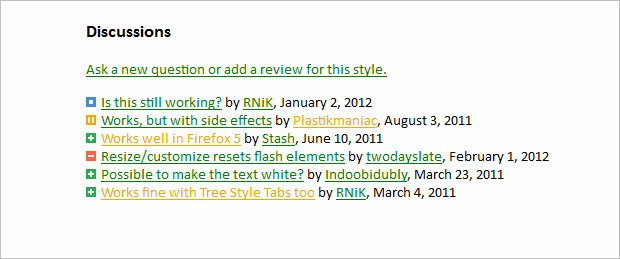 Discussions
Ask a new question or add a review for this style.
Is this still working? by RNiK, January 2, 2012
Works, but with side effects by Plastikmaniac, August 3, 2011
Works well in Firefox 5 by Stash, June 10, 2011
Resize/customize resets flash elements by twodayslate, February 1, 2012
Possible to make the text white? by Indoobidubly, March 23, 2011
Works fine with Tree Style Tabs too by RNiK, March 4, 2011